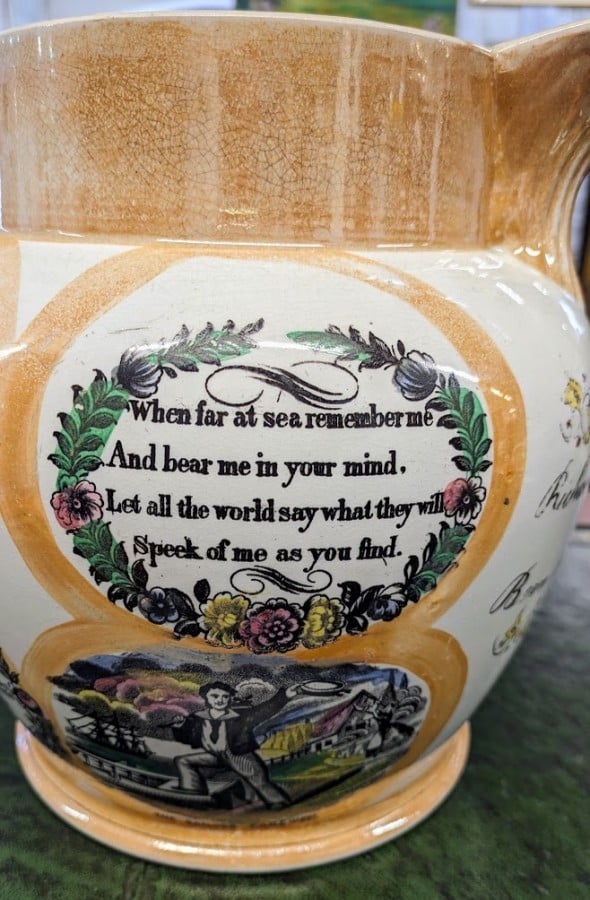 When far at sea remember me
And bear me in your mind,
Let all the world say what they will
Speek of me as you find.